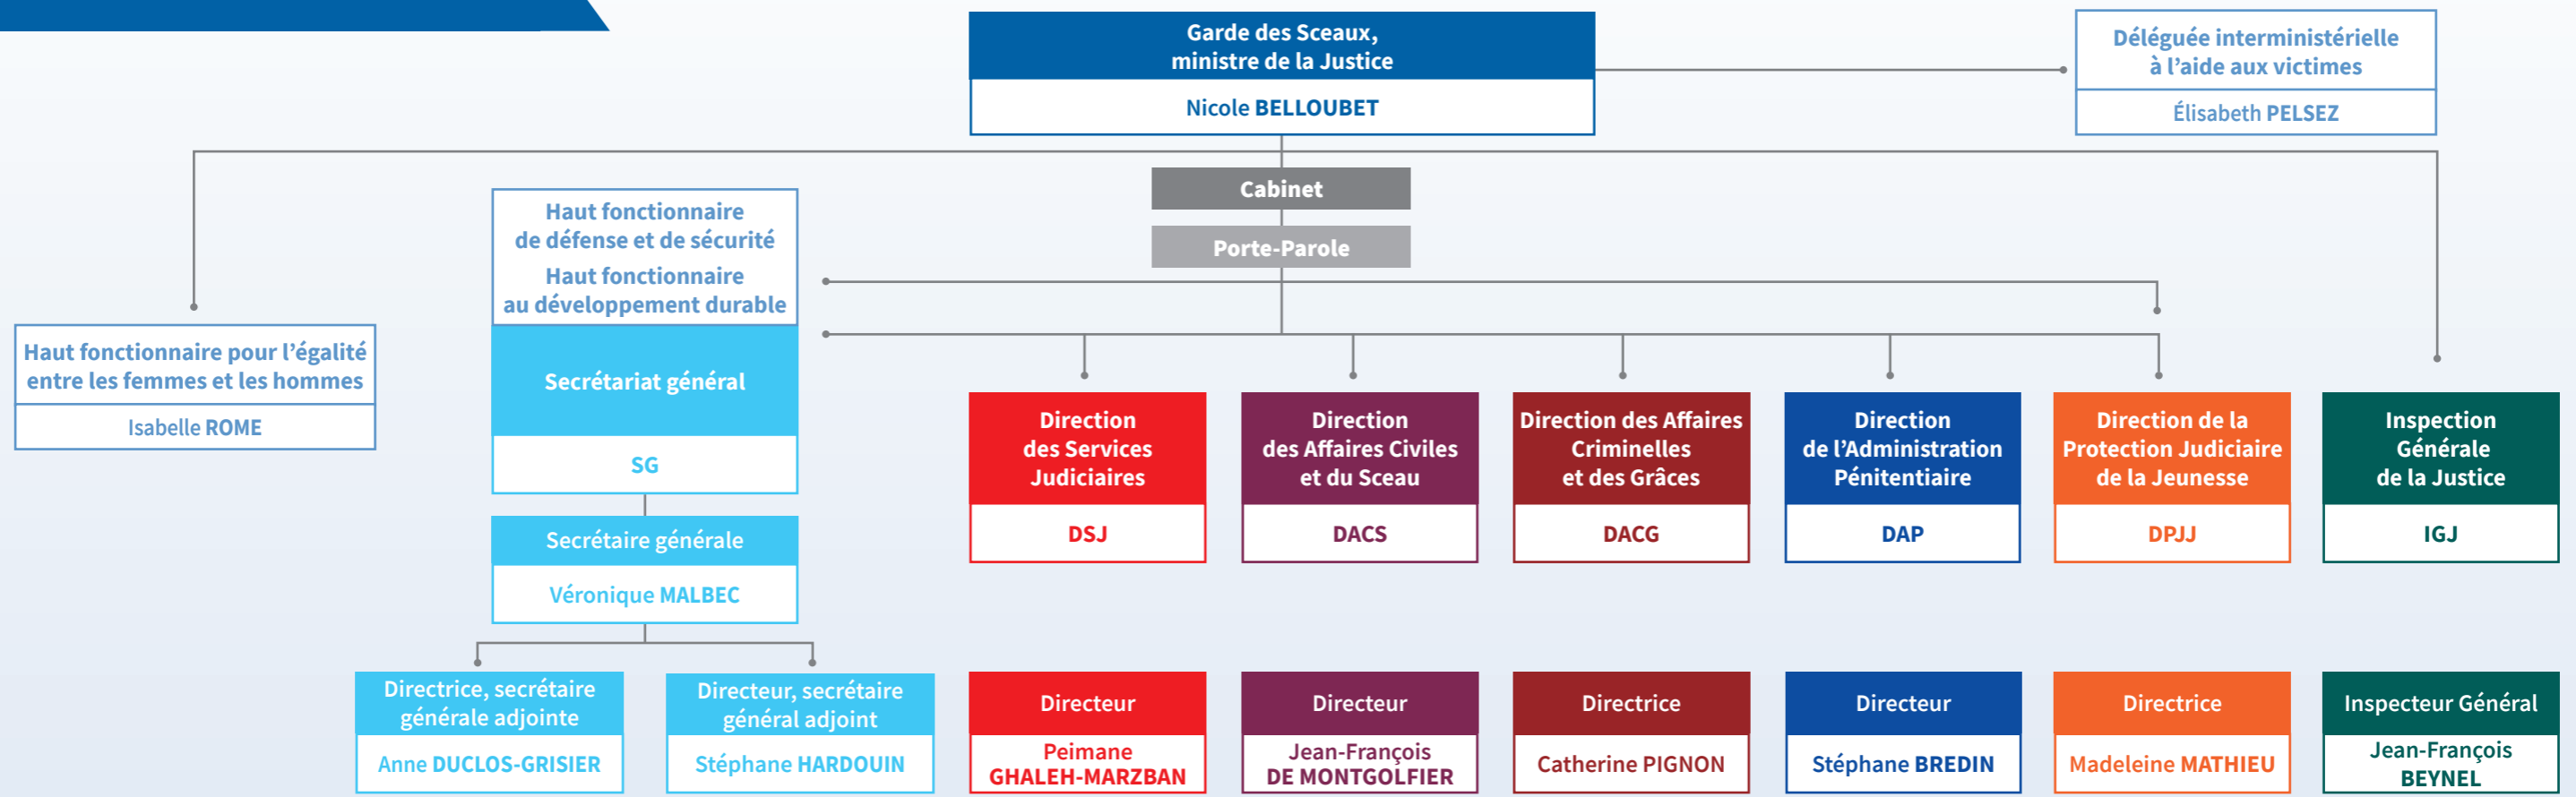 Garde des Sceaux,
ministre de la Justice
Nicole BELLOUBET
Déléguée interministérielle
à l’aide aux victimes
Élisabeth PELSEZ
Cabinet
Porte-Parole
Haut fonctionnaire
de défense et de sécurité
Haut fonctionnaire
au développement durable
Haut fonctionnaire pour l’égalité
entre les femmes et les hommes
Isabelle ROME
Secrétariat général
SG
Secrétaire générale
Véronique MALBEC
Directrice, secrétaire
générale adjointe
Anne DUCLOS-GRISIER
Directeur, secrétaire
général adjoint
Stéphane HARDOUIN
Direction
des Services
Judiciaires
DSJ
Directeur
Peimane
GHALEH-MARZBAN
Direction
des Affaires Civiles
et du Sceau
DACS
Directeur
Jean-François
DE MONTGOLFIER
Direction des Affaires
Criminelles
et des Grâces
DACG
Directrice
Catherine PIGNON
Direction
de l’Administration
Pénitentiaire
DAP
Directeur
Stéphane BREDIN
Direction de la
Protection Judiciaire
de la Jeunesse
DPJJ
Directrice
Madeleine MATHIEU
Inspection
Générale
de la Justice
IGJ
Inspecteur Général
Jean-François
BEYNEL